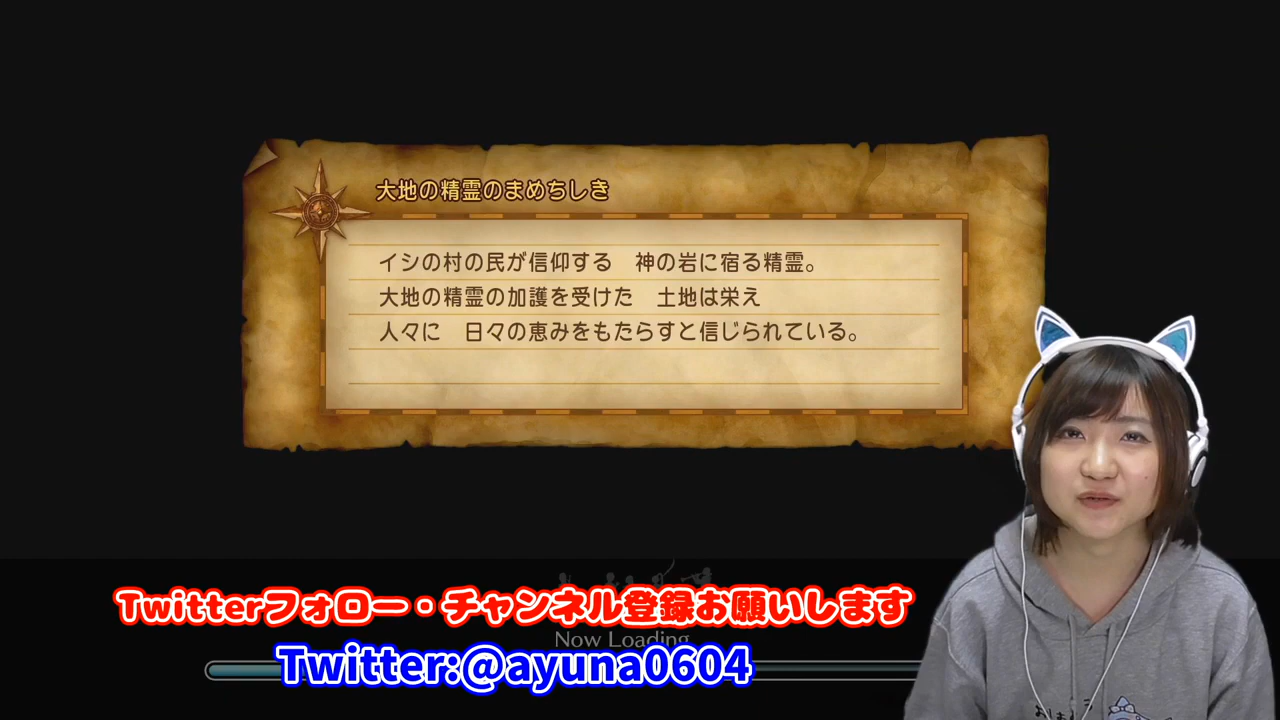 大地の精霊のまめちしき
イシの村の民が信仰する　神の岩に宿る精霊。
大地の精霊の加護を受けた　土地は栄え
人々に　日々の恵みをもたらすと信じられている。
Twitterフォロー・チャンネル登録お願いします
Now Loading
Twitter:@ayuna0604